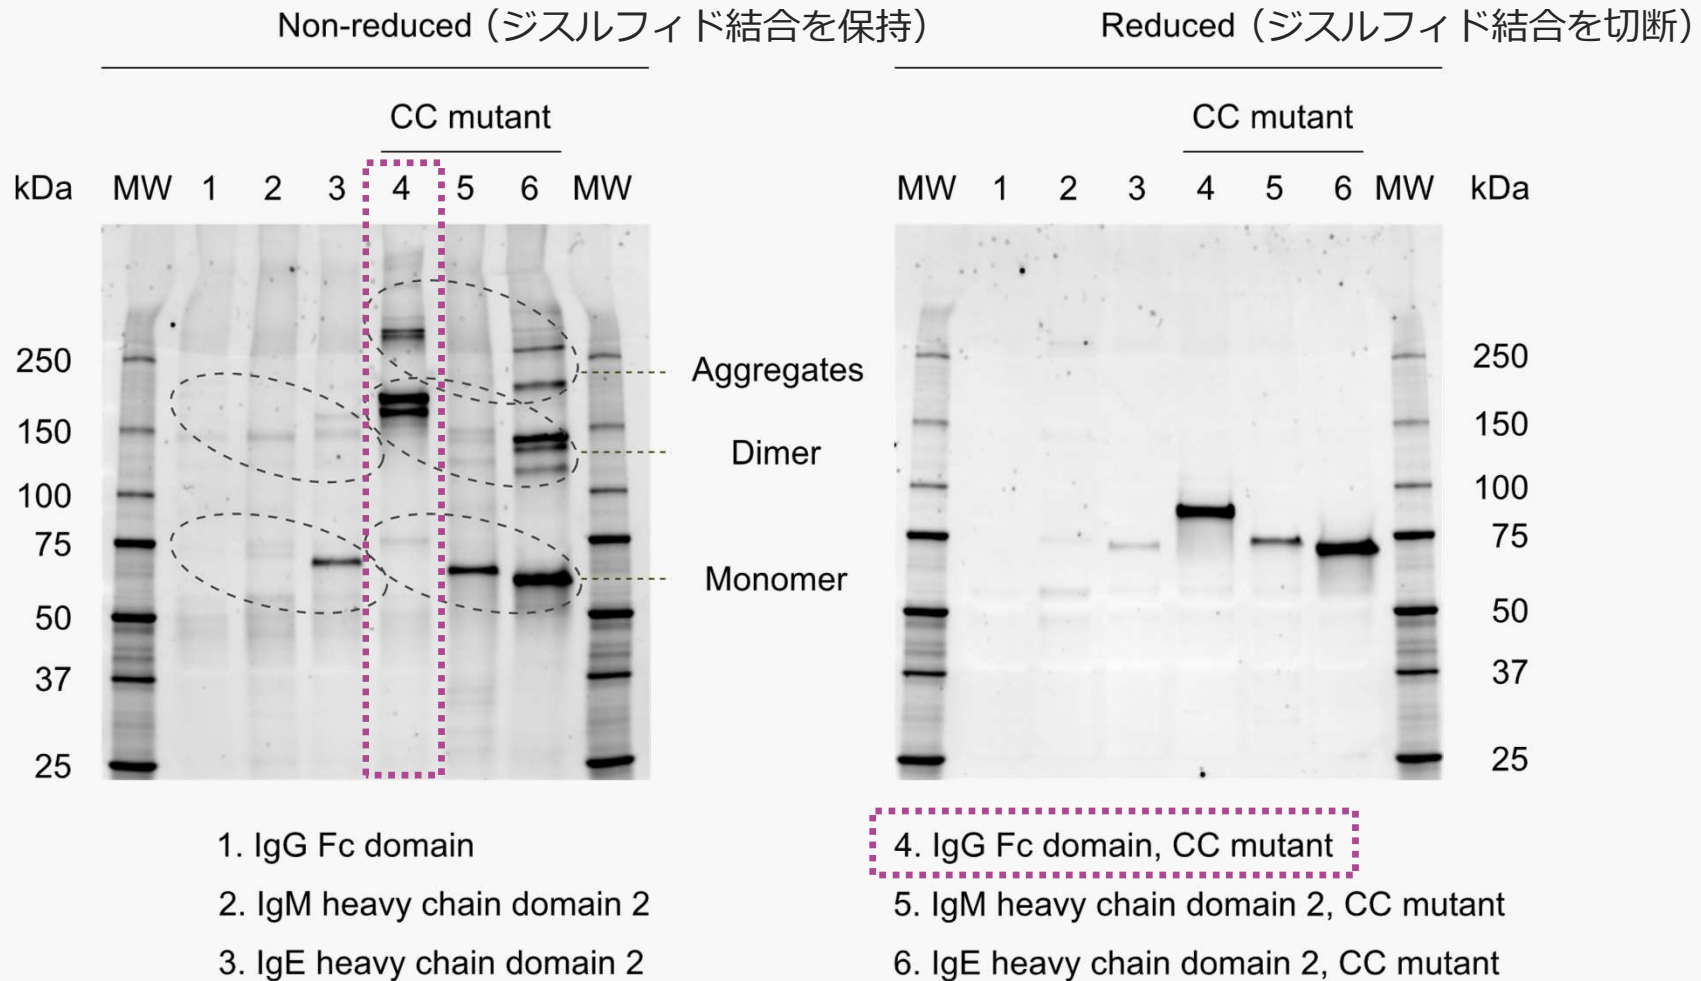 Non-reduced（ジスルフィド結合を保持）
Reduced（ジスルフィド結合を切断）
CC mutant
CC mutant
kDa MW 1 2 3 4 5 6 MW
MW 1 2 3 4 5 6 MW kDa
250
150
100
75
50
37
25
Aggregates
Dimer
Monomer
250
150
100
75
50
37
25
1. IgG Fc domain
2. IgM heavy chain domain 2
3. IgE heavy chain domain 2
4. IgG Fc domain, CC mutant
5. IgM heavy chain domain 2, CC mutant
6. IgE heavy chain domain 2, CC mutant